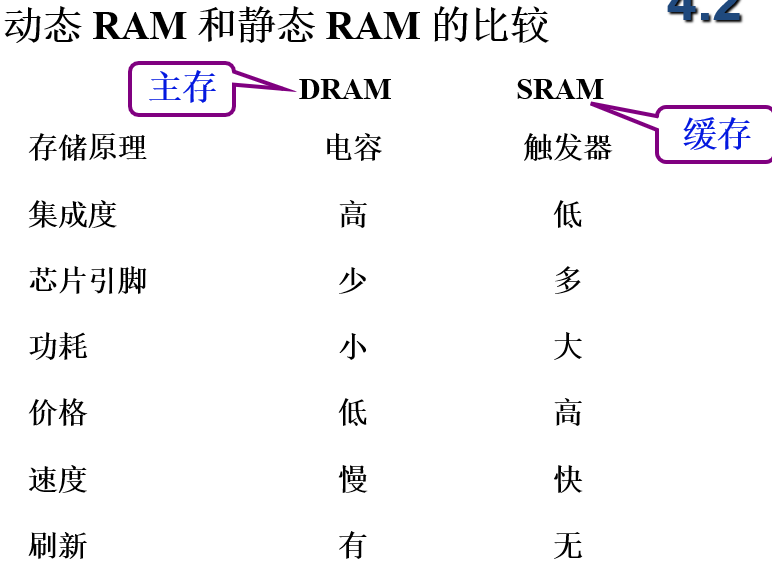 动态 RAM 和静态 RAM 的比较
4.2
主存 DRAM SRAM
缓存
存储原理 电容 触发器
集成度 高 低
芯片引脚 少 多
功耗 小 大
价格 低 高
速度 慢 快
刷新 有 无